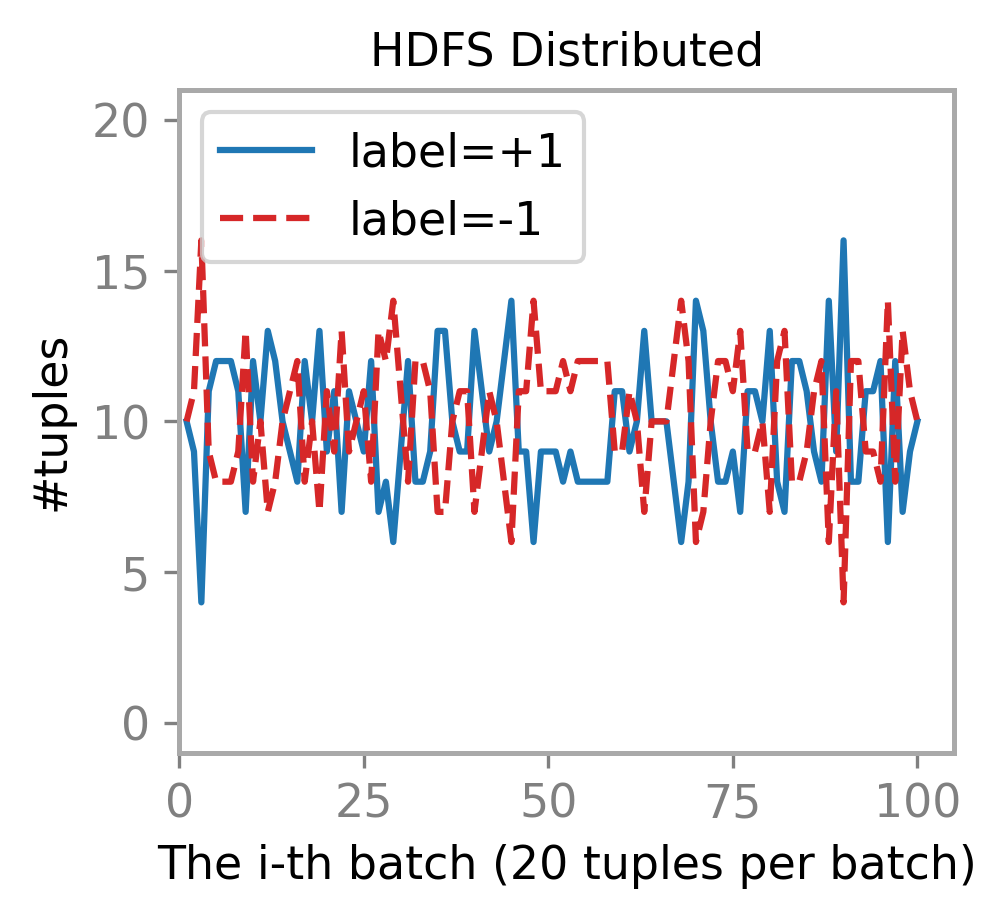 HDFS Distributed
label=+1
label=-1
#tuples
20
15
10
5
0
0 25 50 75 100
The i-th batch (20 tuples per batch)